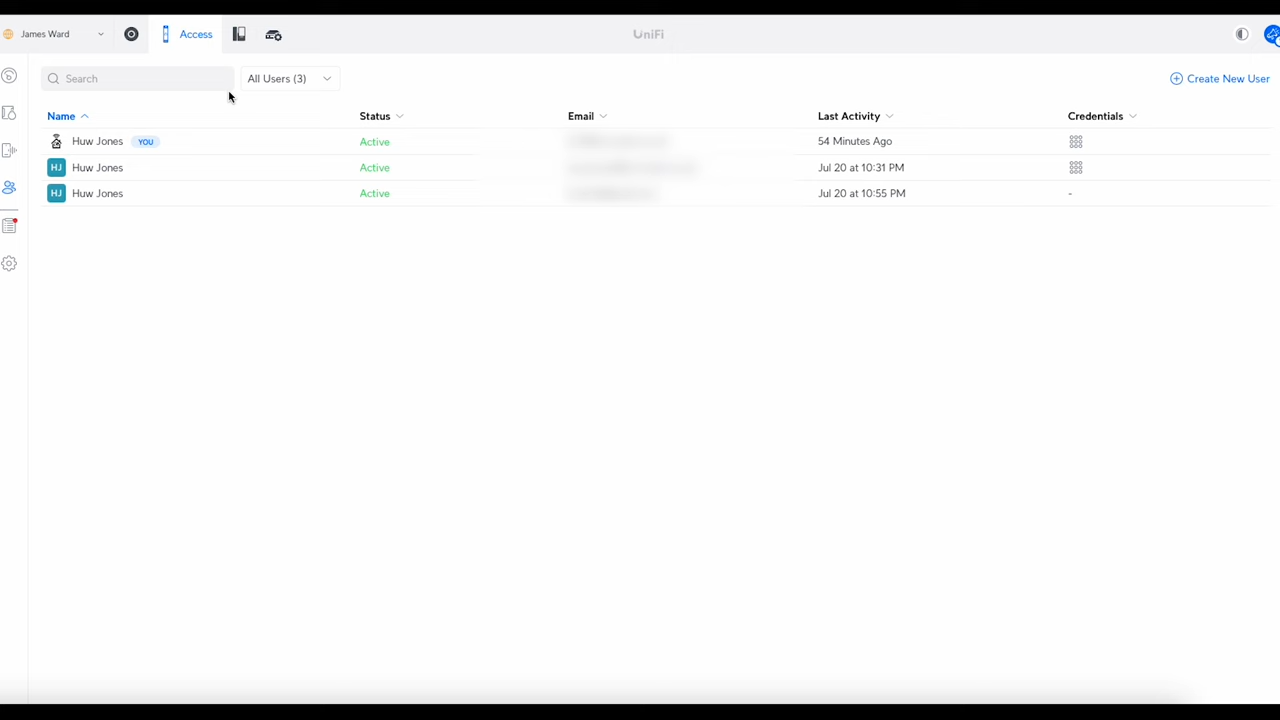 James Ward Access UniFi
Search All Users (3) Create New User
Name Status Email Last Activity Credentials
Huw Jones YOU Active 54 Minutes Ago
HJ Huw Jones Active Jul 20 at 10:31 PM
HJ Huw Jones Active Jul 20 at 10:55 PM -